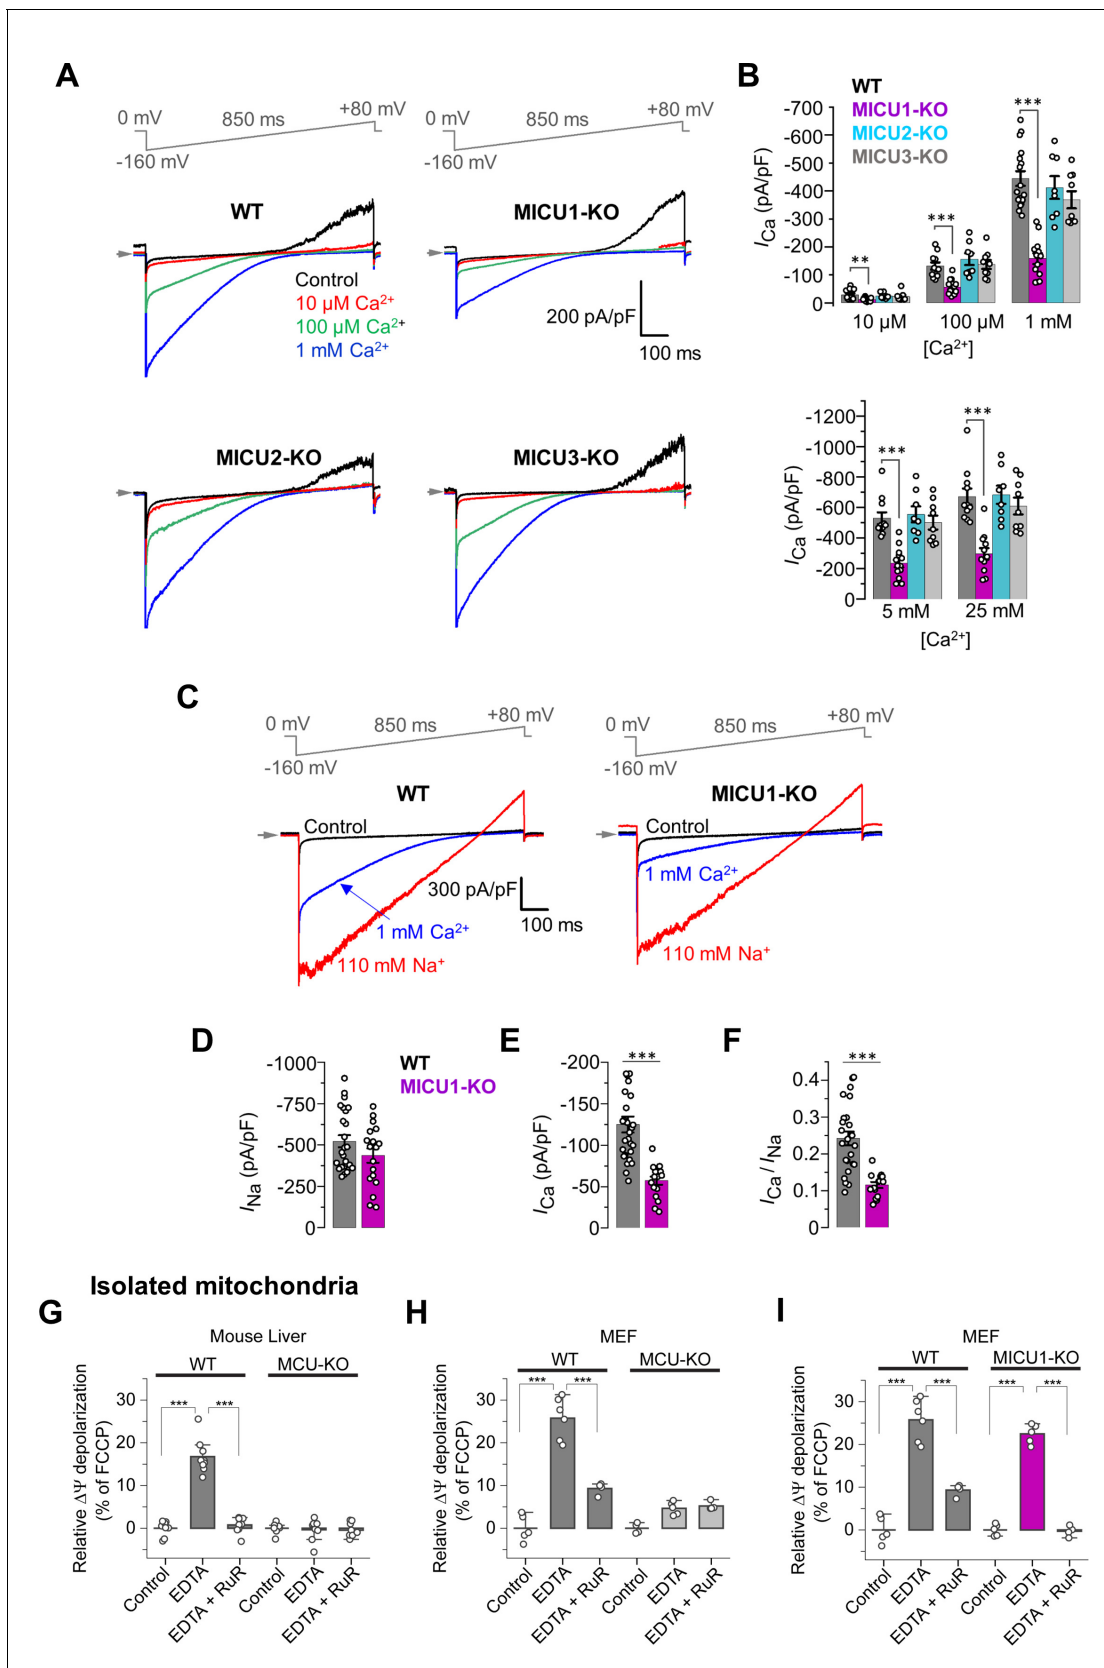 A
0 mV
850 ms
+80 mV
-160 mV
0 mV
850 ms
+80 mV
-160 mV
WT
MICU1-KO
Control
10 µM Ca²⁺
100 µM Ca²⁺
1 mM Ca²⁺
200 pA/pF
100 ms
MICU2-KO
MICU3-KO
B
WT
MICU1-KO
MICU2-KO
MICU3-KO
-700
-600
-500
-400
-300
-200
-100
0
I Ca (pA/pF)
**
***
***
10 µM
100 µM
1 mM
[Ca²⁺]
-1200
-1000
-800
-600
-400
-200
0
I Ca (pA/pF)
***
***
5 mM
25 mM
[Ca²⁺]
C
0 mV
850 ms
+80 mV
-160 mV
0 mV
850 ms
+80 mV
-160 mV
WT
MICU1-KO
Control
1 mM Ca²⁺
110 mM Na⁺
300 pA/pF
100 ms
Control
1 mM Ca²⁺
110 mM Na⁺
D
-1000
-750
-500
-250
0
I Na (pA/pF)
WT
MICU1-KO
E
-200
-150
-100
-50
0
I Ca (pA/pF)
***
F
0.4
0.3
0.2
0.1
0
I Ca / I Na
***
Isolated mitochondria
G
Mouse Liver
WT
MCU-KO
Relative ΔΨ depolarization
(% of FCCP)
30
20
10
0
***
***
Control
EDTA
EDTA + RuR
Control
EDTA
EDTA + RuR
H
MEF
WT
MCU-KO
Relative ΔΨ depolarization
(% of FCCP)
30
20
10
0
***
***
Control
EDTA
EDTA + RuR
Control
EDTA
EDTA + RuR
I
MEF
WT
MICU1-KO
Relative ΔΨ depolarization
(% of FCCP)
30
20
10
0
***
***
***
***
Control
EDTA
EDTA + RuR
Control
EDTA
EDTA + RuR